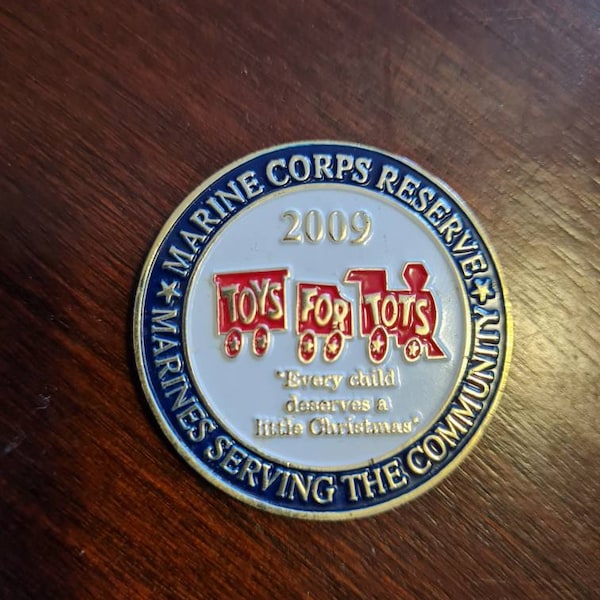 MARINE CORPS RESERVE
2009
TOYS FOR TOTS
"Every child
deserves a
little Christmas"
MARINES SERVING THE COMMUNITY